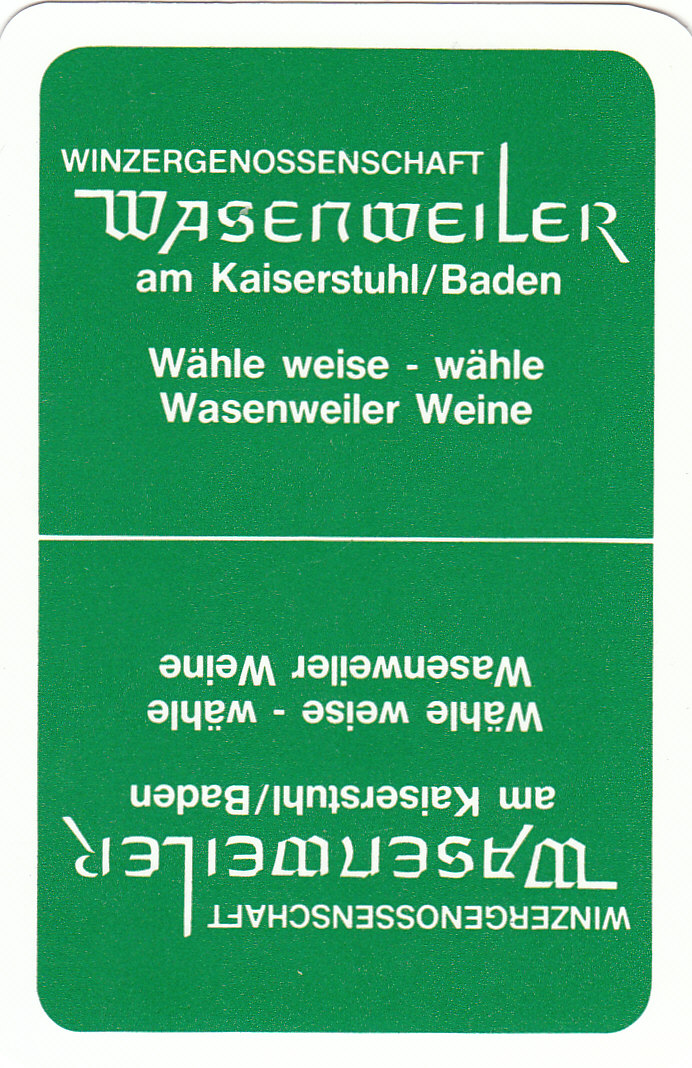 WINZERGENOSSENSCHAFT
WASENWEILER
am Kaiserstuhl/Baden
Wähle weise - wähle
Wasenweiler Weine
WINZERGENOSSENSCHAFT
WASENWEILER
am Kaiserstuhl/Baden
Wähle weise - wähle
Wasenweiler Weine